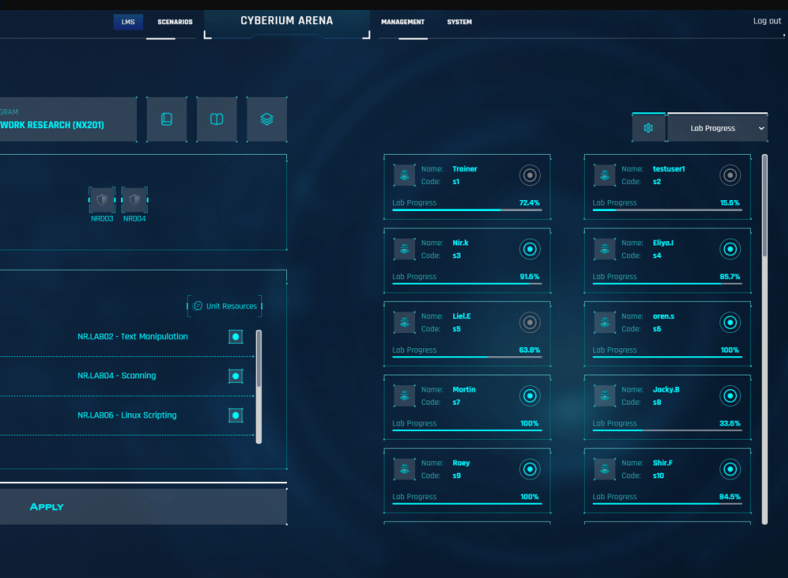 LMS
SCENARIOS
CYBERIUM ARENA
MANAGEMENT
SYSTEM
Log out
OGRAM
WORK RESEARCH (NX201)
Lab Progress
NR003 NR004
Unit Resources
NR.LAB02 - Text Manipulation
NR.LAB04 - Scanning
NR.LAB06 - Linux Scripting
APPLY
Name: Trainer
Code: s1
Lab Progress 72.4%
Name: testuser1
Code: s2
Lab Progress 15.6%
Name: Nir.k
Code: s3
Lab Progress 91.6%
Name: Eliya.I
Code: s4
Lab Progress 85.7%
Name: Liel.E
Code: s5
Lab Progress 63.8%
Name: oren.s
Code: s6
Lab Progress 100%
Name: Martin
Code: s7
Lab Progress 100%
Name: Jacky.B
Code: s8
Lab Progress 33.6%
Name: Roey
Code: s9
Lab Progress 100%
Name: Shir.F
Code: s10
Lab Progress 84.5%